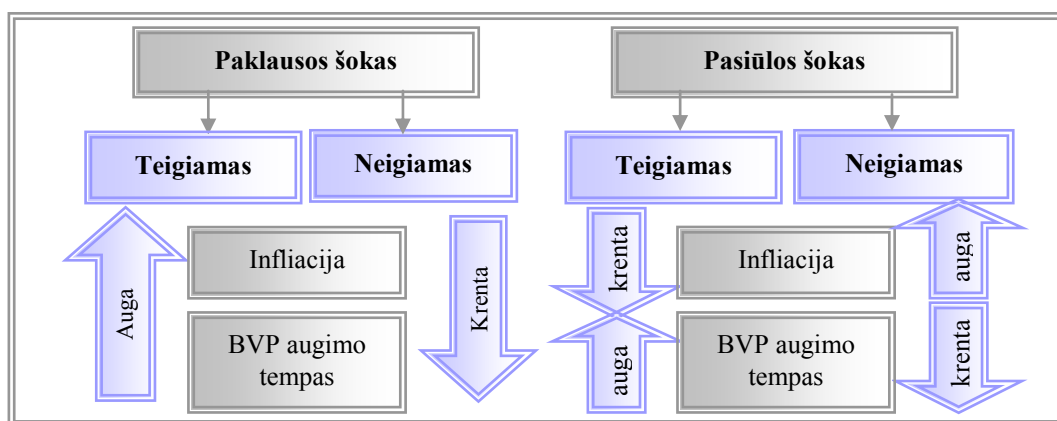 Paklausos šokas
Pasiūlos šokas
Teigiamas
Neigiamas
Teigiamas
Neigiamas
Auga
Infliacija
BVP augimo
tempas
Krenta
krenta
auga
Infliacija
BVP augimo
tempas
auga
krenta